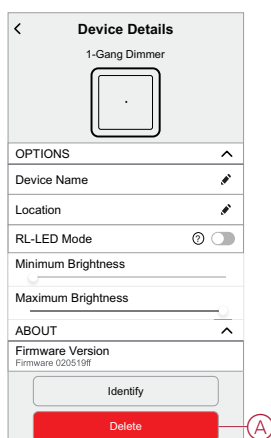 Device Details
1-Gang Dimmer
OPTIONS
Device Name
Location
RL-LED Mode ?
Minimum Brightness
Maximum Brightness
ABOUT
Firmware Version
Firmware 020519ff
Identify
Delete
A